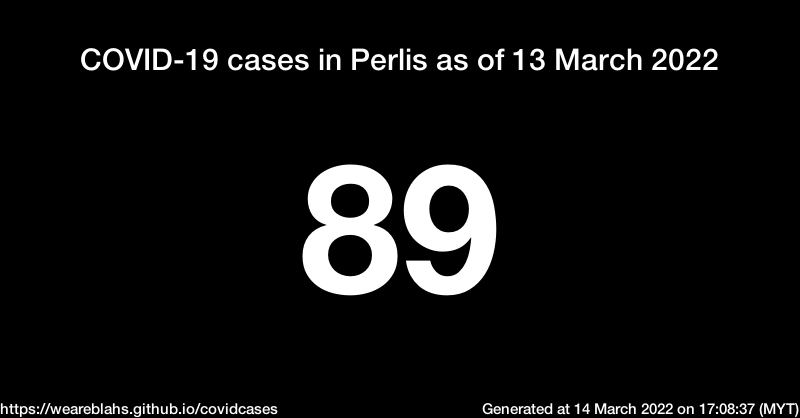 COVID-19 cases in Perlis as of 13 March 2022
89
https://weareblahs.github.io/covidcases
Generated at 14 March 2022 on 17:08:37 (MYT)